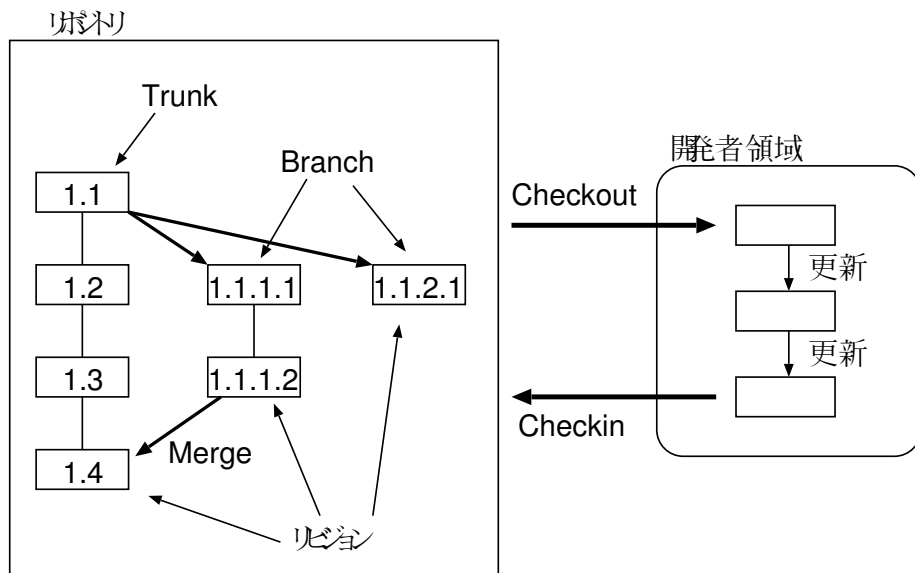 リポジトリ
Trunk
Branch
1.1
1.2
1.1.1.1
1.1.2.1
1.3
1.1.1.2
Merge
1.4
リビジョン
Checkout
Checkin
開発者領域
更新
更新